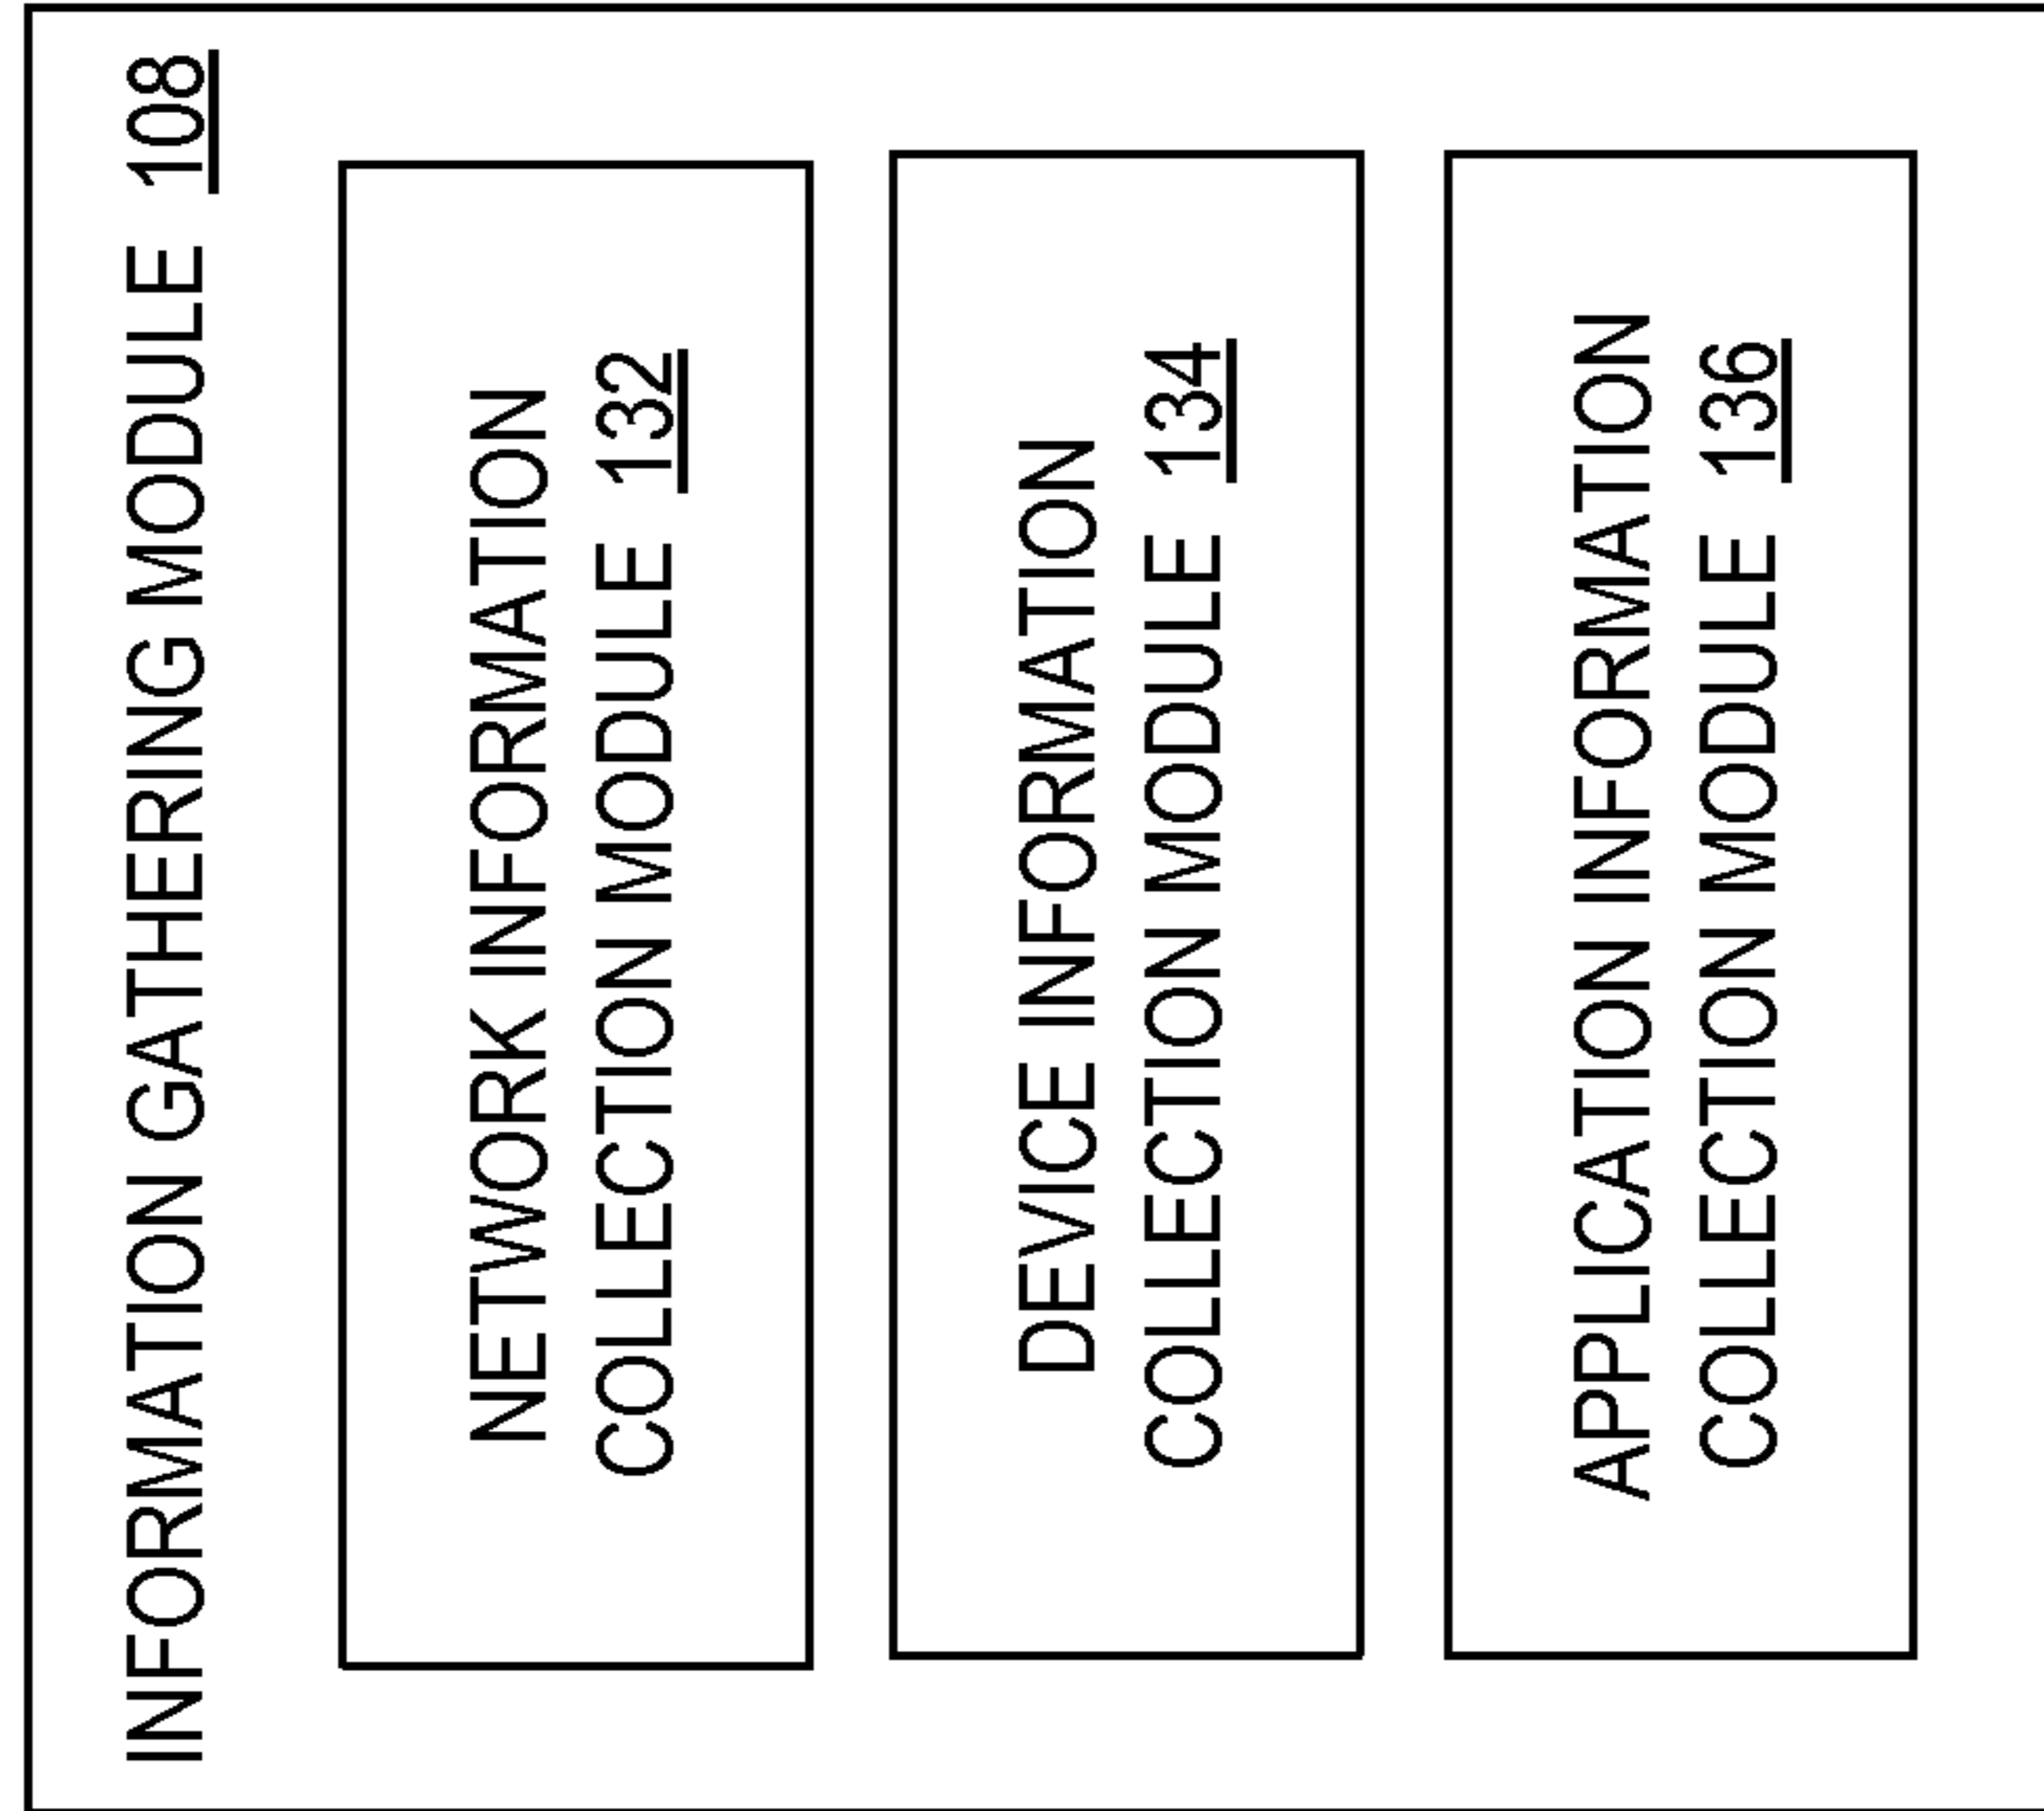 INFORMATION GATHERING MODULE 108
NETWORK INFORMATION
COLLECTION MODULE 132
DEVICE INFORMATION
COLLECTION MODULE 134
APPLICATION INFORMATION
COLLECTION MODULE 136